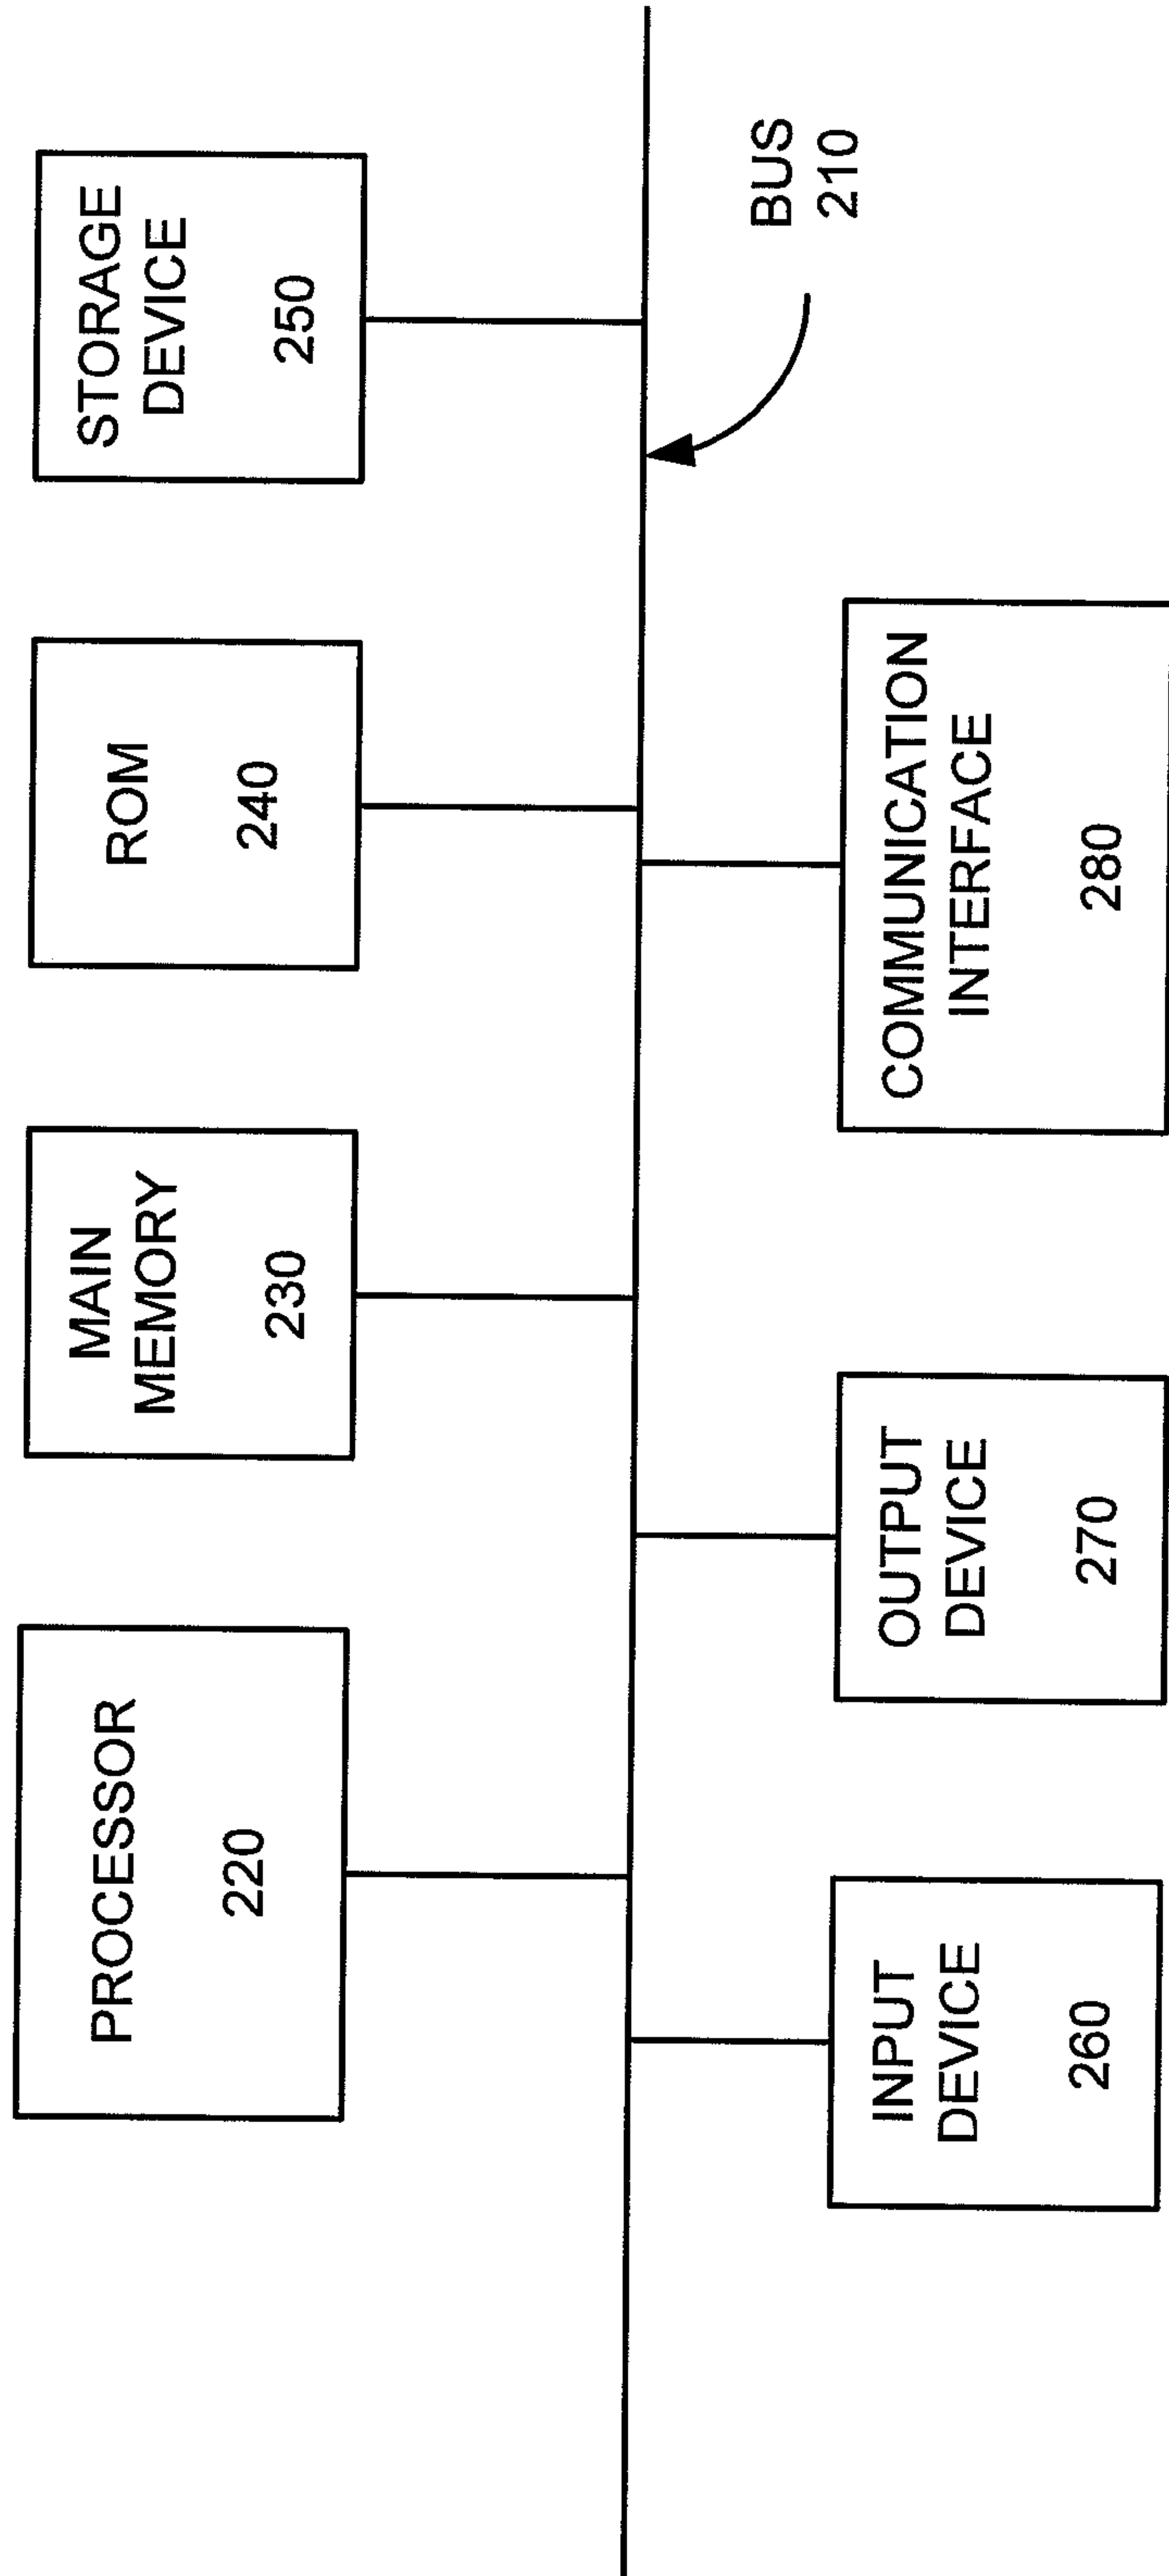 PROCESSOR
220
MAIN
MEMORY
230
ROM
240
STORAGE
DEVICE
250
BUS
210
INPUT
DEVICE
260
OUTPUT
DEVICE
270
COMMUNICATION
INTERFACE
280